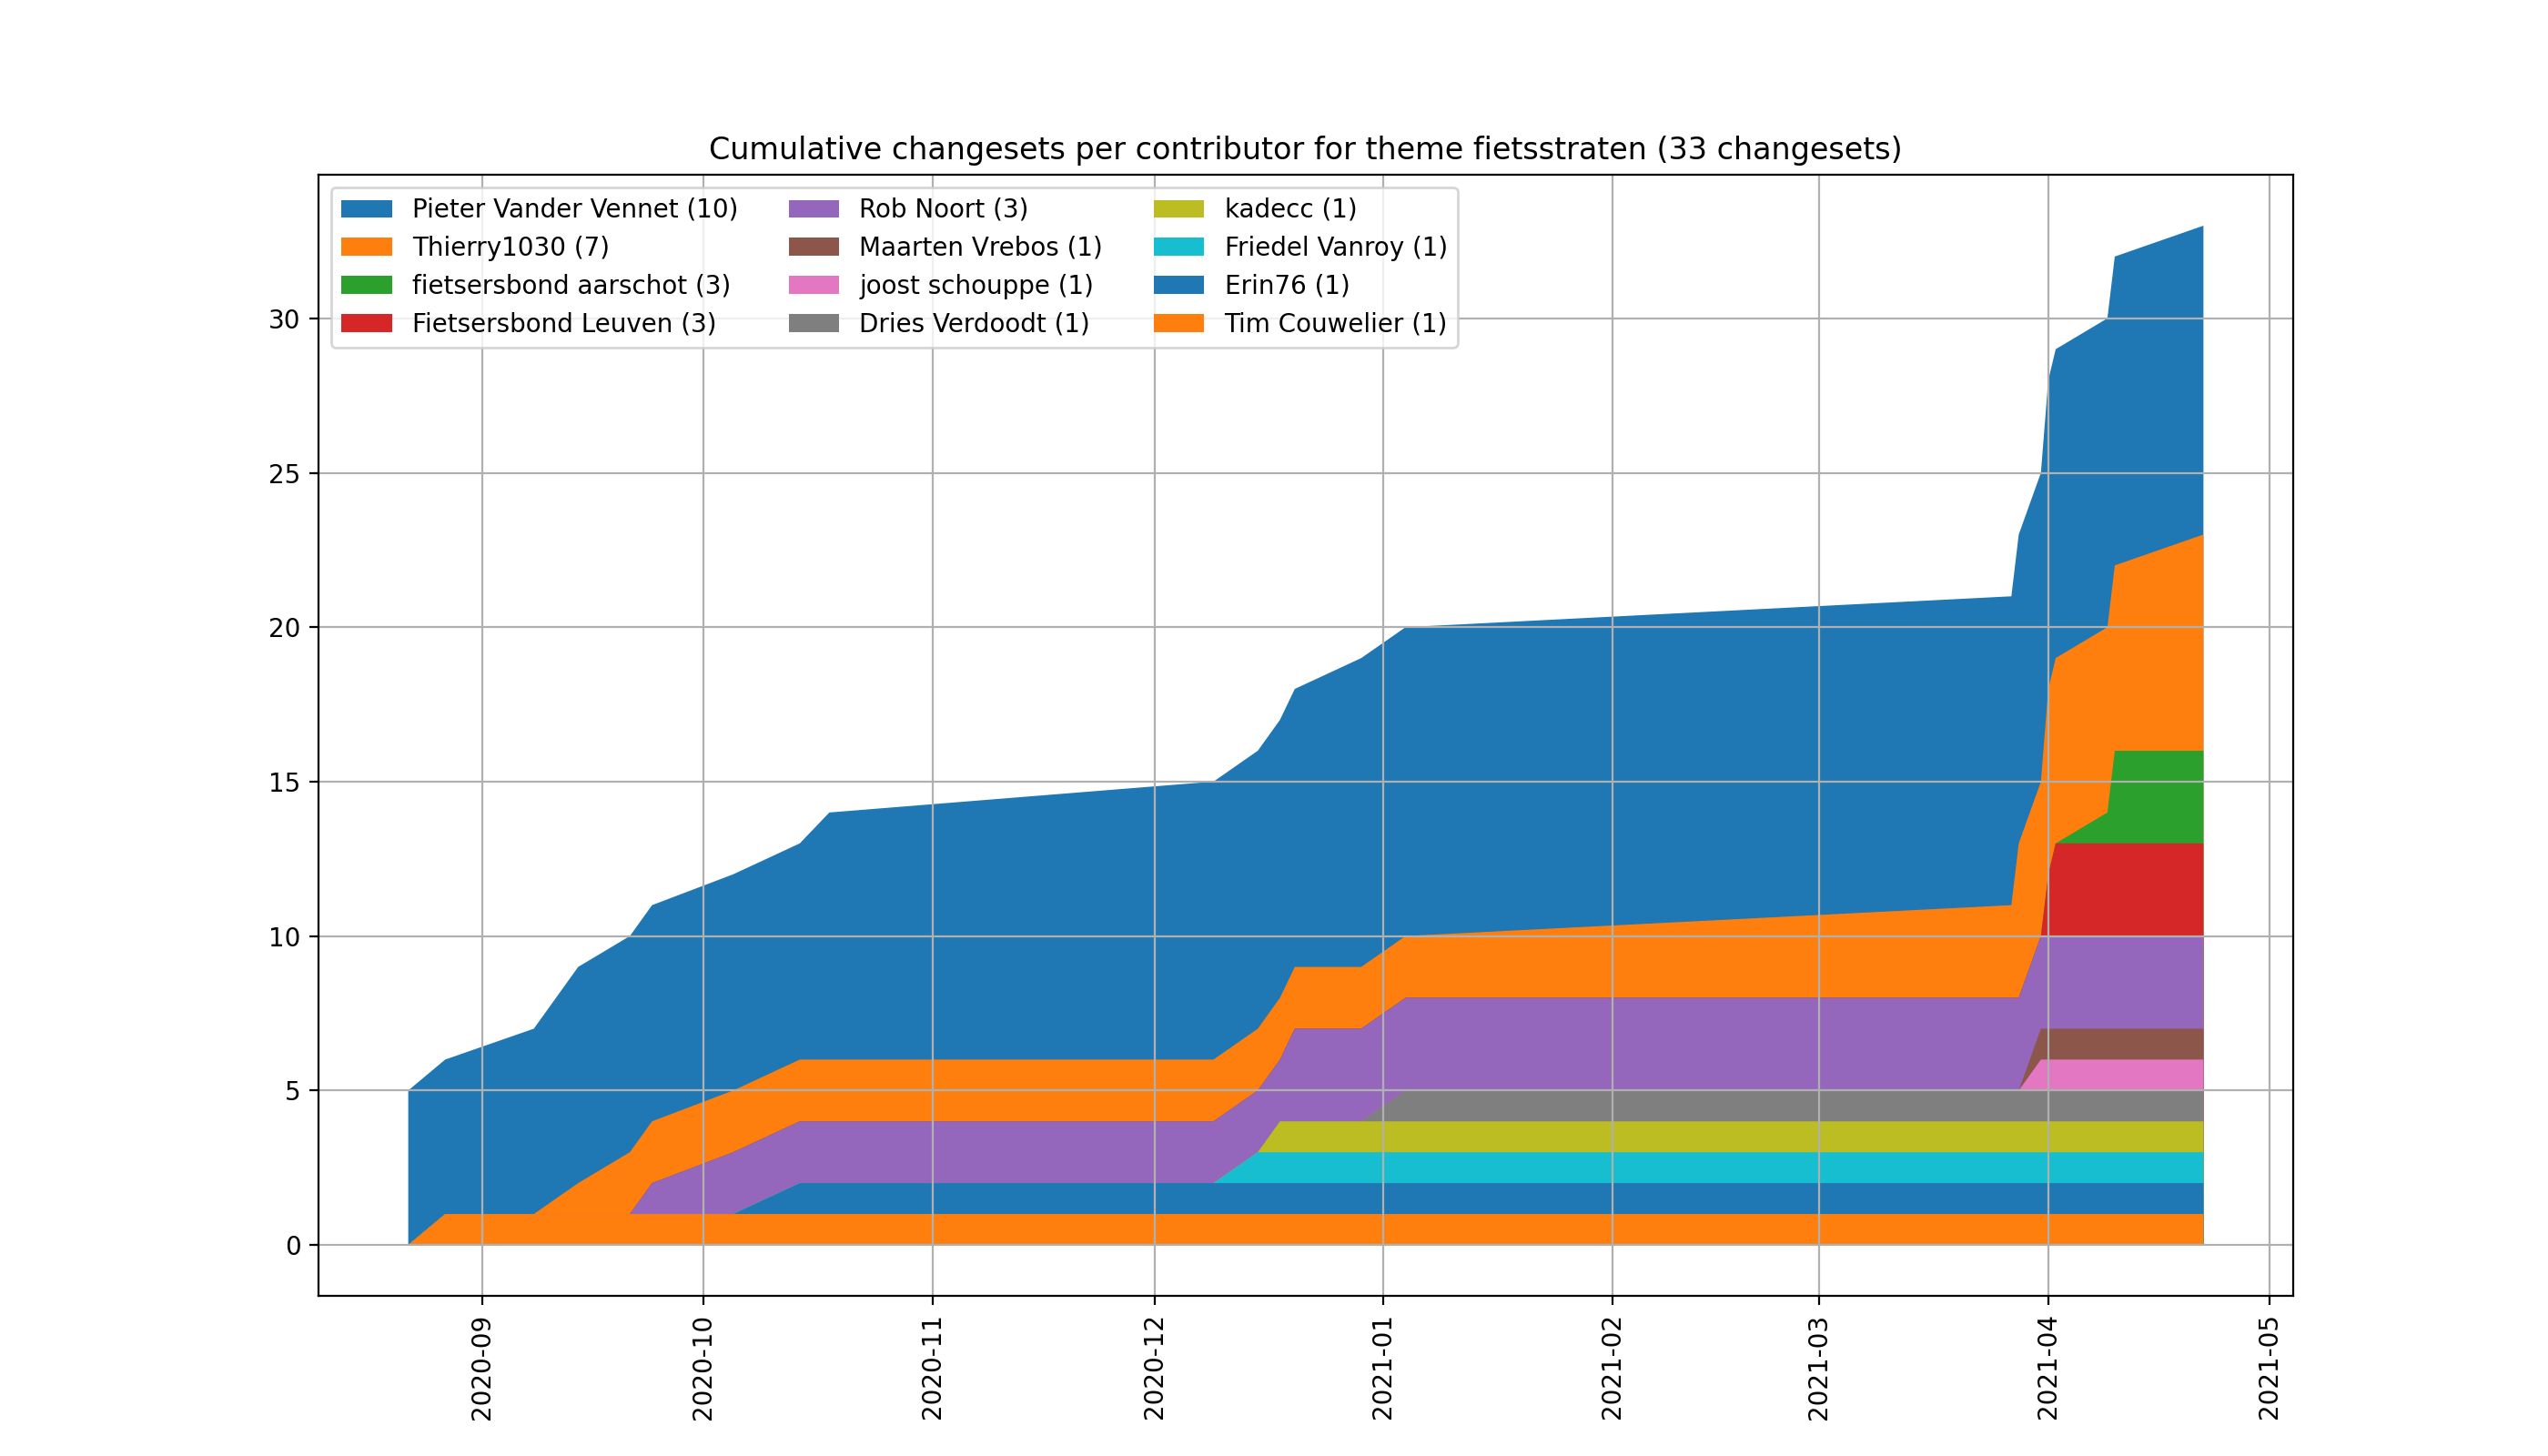 Cumulative changesets per contributor for theme fietsstraten (33 changesets)
Pieter Vander Vennet (10)
Thierry1030 (7)
fietsersbond aarschot (3)
Fietsersbond Leuven (3)
Rob Noort (3)
Maarten Vrebos (1)
joost schouppe (1)
Dries Verdoodt (1)
kadecc (1)
Friedel Vanroy (1)
Erin76 (1)
Tim Couwelier (1)
30
25
20
15
10
5
0
2020-09
2020-10
2020-11
2020-12
2021-01
2021-02
2021-03
2021-04
2021-05